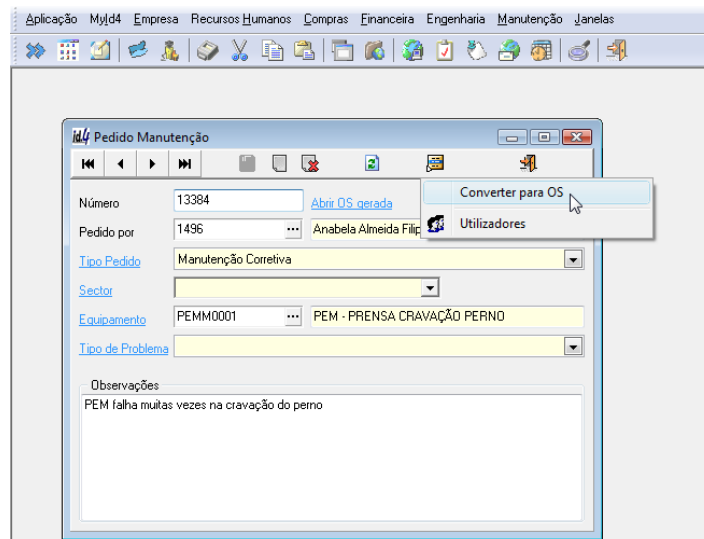 Aplicação MyId4 Empresa Recursos Humanos Compras Financeira Engenharia Manutenção Janelas
id4 Pedido Manutenção
Número 13384 Abrir OS gerada
Converter para OS
Pedido por 1496 ... Anabela Almeida Filip
Utilizadores
Tipo Pedido Manutenção Corretiva
Sector
Equipamento PEMM0001 ... PEM - PRENSA CRAVAÇÃO PERNO
Tipo de Problema
Observações
PEM falha muitas vezes na cravação do perno